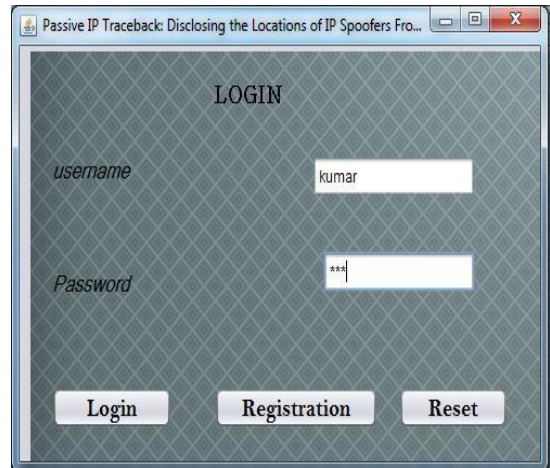 Passive IP Traceback: Disclosing the Locations of IP Spoofers Fro...
LOGIN
username
kumar
Password
***
Login Registration Reset